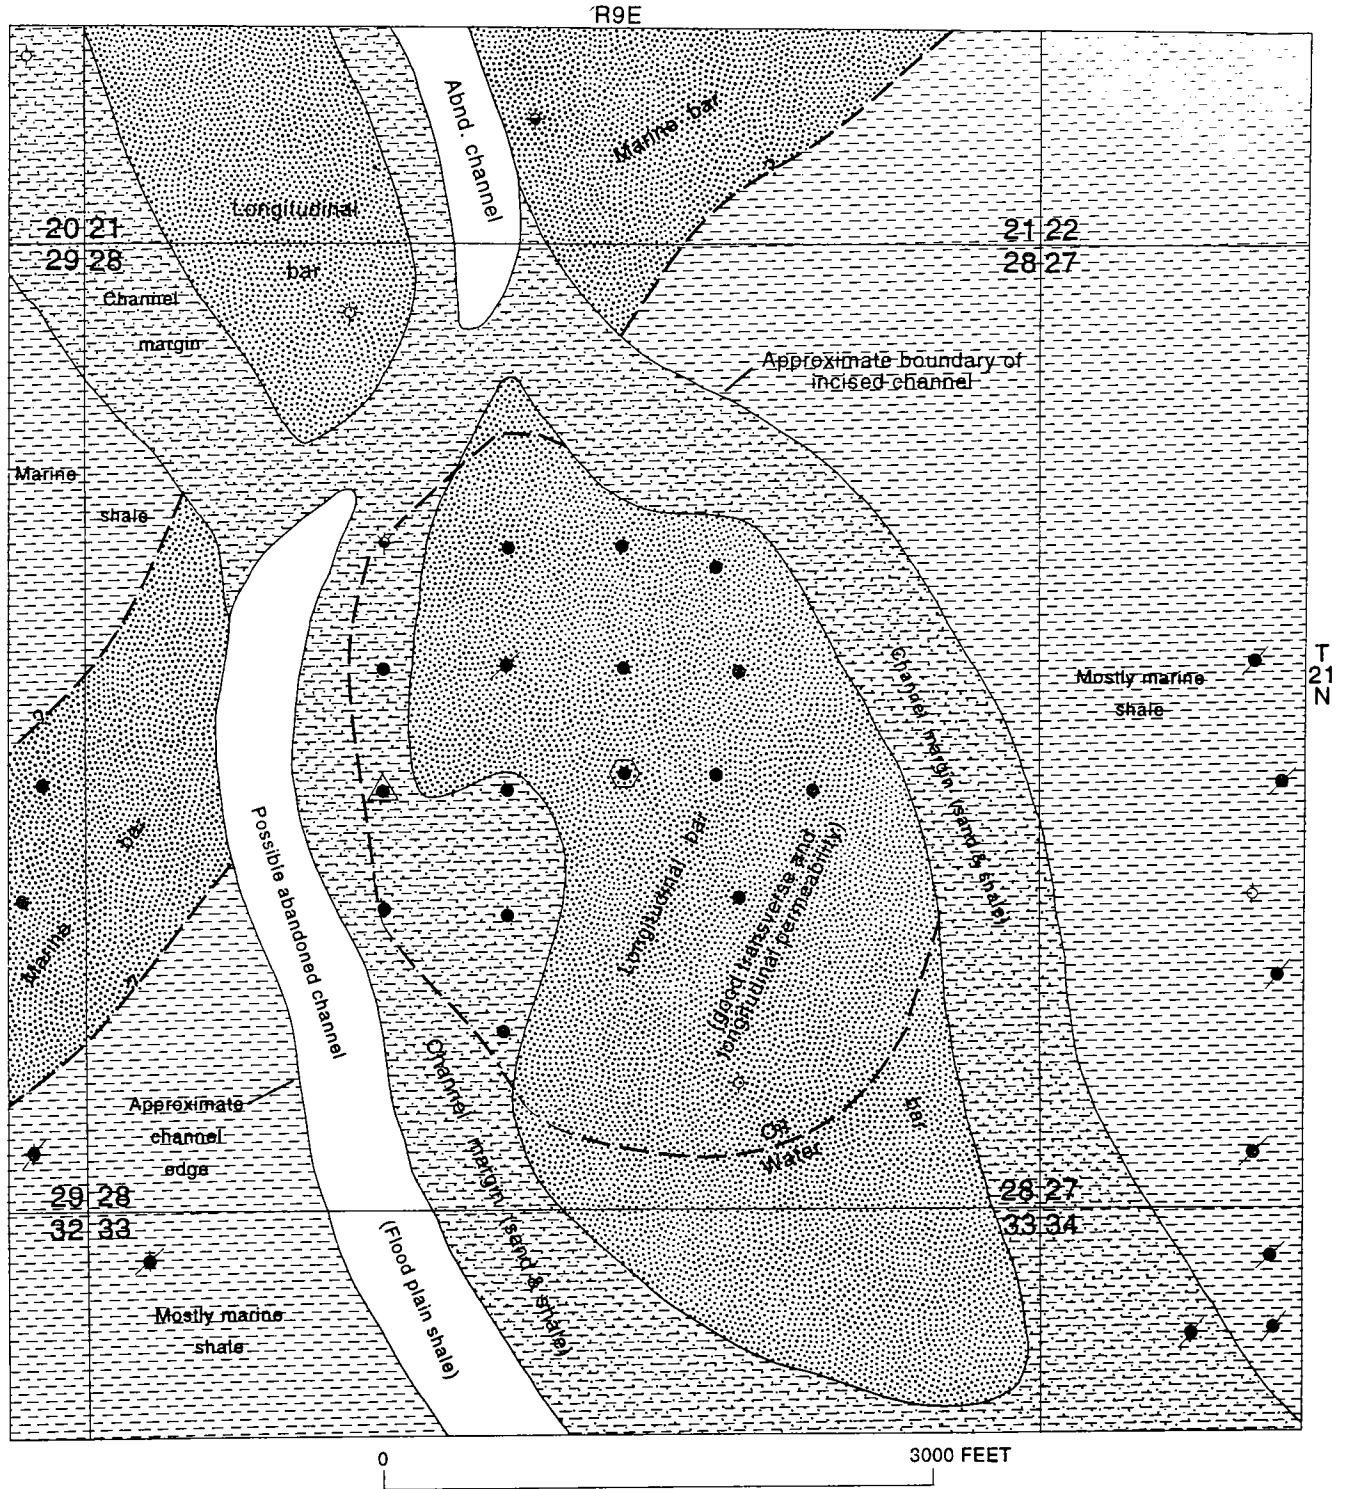 R9E
Abnd. channel
Marine bar
?
Longitudinal
bar
20 21
29 28
21 22
28 27
Channel
margin
Approximate boundary of
incised channel
Marine
shale
T
21
N
Mostly marine
shale
Channel margin (sand & shale)
?
Marine bar
Possible abandoned channel
Longitudinal bar
(good transverse and
longitudinal permeability)
?
Approximate
channel
edge
Channel margin (sand & shale)
bar
Oil
Water
29 28
32 33
28 27
33 34
(Flood plain shale)
Mostly marine
shale
0
3000 FEET